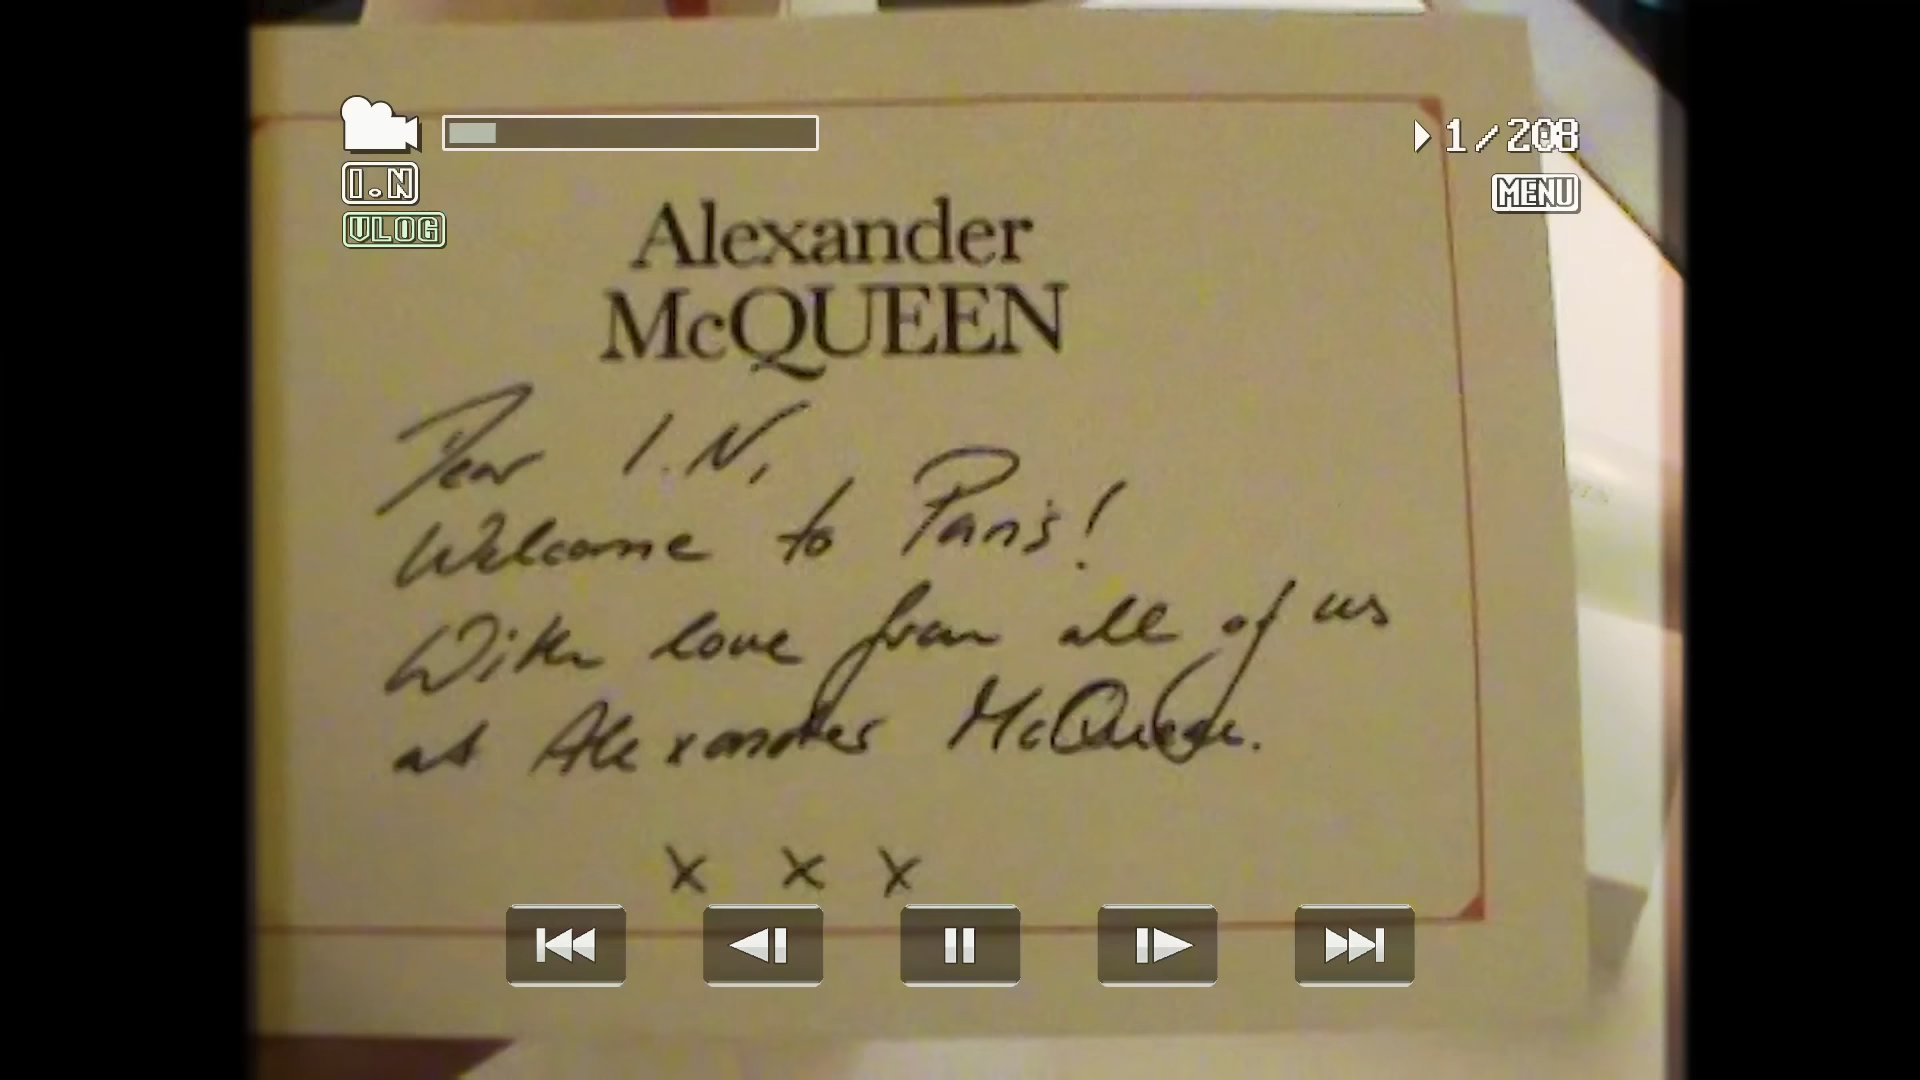 1/208
I.N
MENU
VLOG
Alexander
McQUEEN
Dear I.N,
Welcome to Paris!
With love from all of us
at Alexander McQueen.
x x x